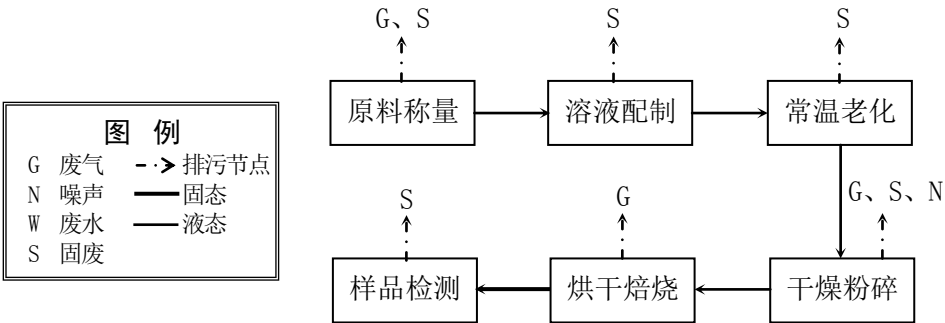 G、S
S
S
原料称量
溶液配制
常温老化
图 例
G 废气 排污节点
N 噪声 固态
W 废水 液态
S 固废
G、S、N
S
G
样品检测
烘干焙烧
干燥粉碎